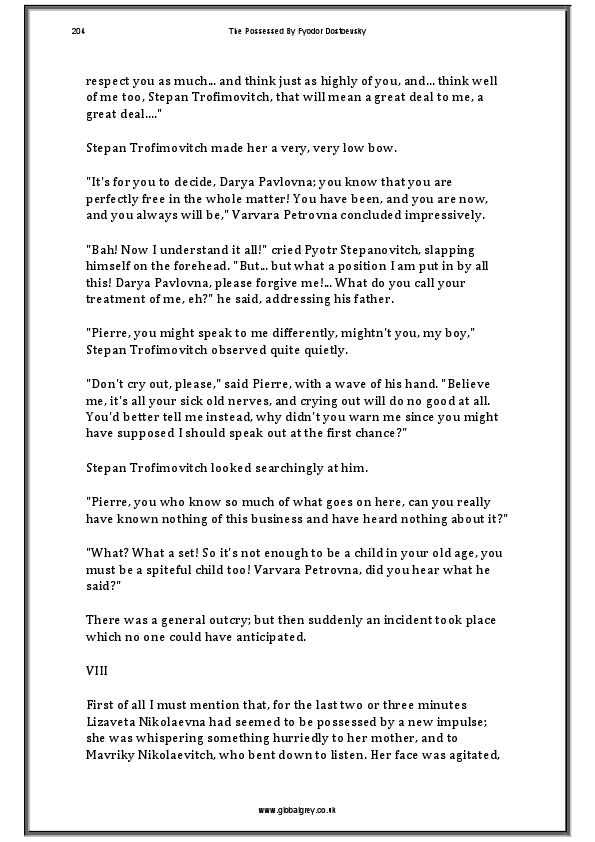 204 The Possessed By Fyodor Dostoevsky
respect you as much... and think just as highly of you, and... think well
of me too, Stepan Trofimovitch, that will mean a great deal to me, a
great deal...."
Stepan Trofimovitch made her a very, very low bow.
"It's for you to decide, Darya Pavlovna; you know that you are
perfectly free in the whole matter! You have been, and you are now,
and you always will be," Varvara Petrovna concluded impressively.
"Bah! Now I understand it all!" cried Pyotr Stepanovitch, slapping
himself on the forehead. "But... but what a position I am put in by all
this! Darya Pavlovna, please forgive me!... What do you call your
treatment of me, eh?" he said, addressing his father.
"Pierre, you might speak to me differently, mightn't you, my boy,"
Stepan Trofimovitch observed quite quietly.
"Don't cry out, please," said Pierre, with a wave of his hand. "Believe
me, it's all your sick old nerves, and crying out will do no good at all.
You'd better tell me instead, why didn't you warn me since you might
have supposed I should speak out at the first chance?"
Stepan Trofimovitch looked searchingly at him.
"Pierre, you who know so much of what goes on here, can you really
have known nothing of this business and have heard nothing about it?"
"What? What a set! So it's not enough to be a child in your old age, you
must be a spiteful child too! Varvara Petrovna, did you hear what he
said?"
There was a general outcry; but then suddenly an incident took place
which no one could have anticipated.
VIII
First of all I must mention that, for the last two or three minutes
Lizaveta Nikolaevna had seemed to be possessed by a new impulse;
she was whispering something hurriedly to her mother, and to
Mavriky Nikolaevitch, who bent down to listen. Her face was agitated,
www.globalgrey.co.uk